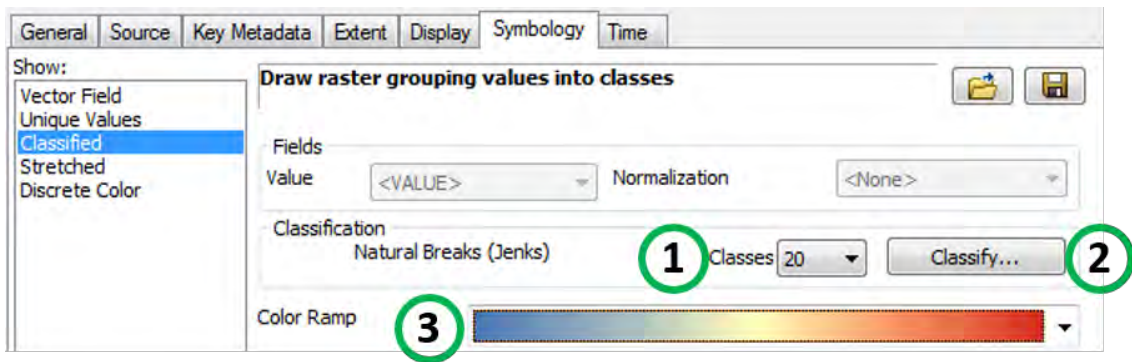 General Source Key Metadata Extent Display Symbology Time
Show:
Vector Field
Unique Values
Classified
Stretched
Discrete Color
Draw raster grouping values into classes
Fields
Value <VALUE> Normalization <None>
Classification
Natural Breaks (Jenks) 1 Classes 20 Classify... 2
Color Ramp 3